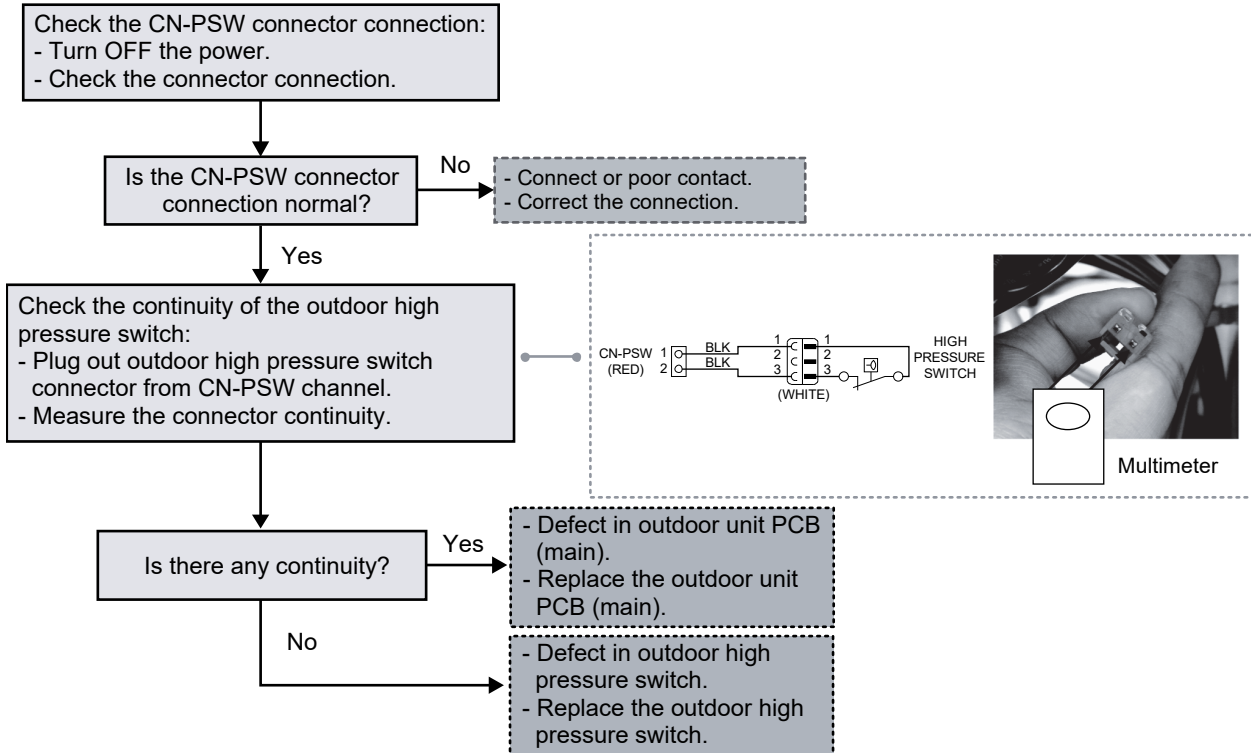 Check the CN-PSW connector connection:
- Turn OFF the power.
- Check the connector connection.
Is the CN-PSW connector
connection normal?
No
- Connect or poor contact.
- Correct the connection.
Yes
Check the continuity of the outdoor high
pressure switch:
- Plug out outdoor high pressure switch
connector from CN-PSW channel.
- Measure the connector continuity.
CN-PSW
(RED)
1
2
BLK
BLK
1
2
3
1
2
3
(WHITE)
HIGH
PRESSURE
SWITCH
Multimeter
Is there any continuity?
Yes
- Defect in outdoor unit PCB
(main).
- Replace the outdoor unit
PCB (main).
No
- Defect in outdoor high
pressure switch.
- Replace the outdoor high
pressure switch.